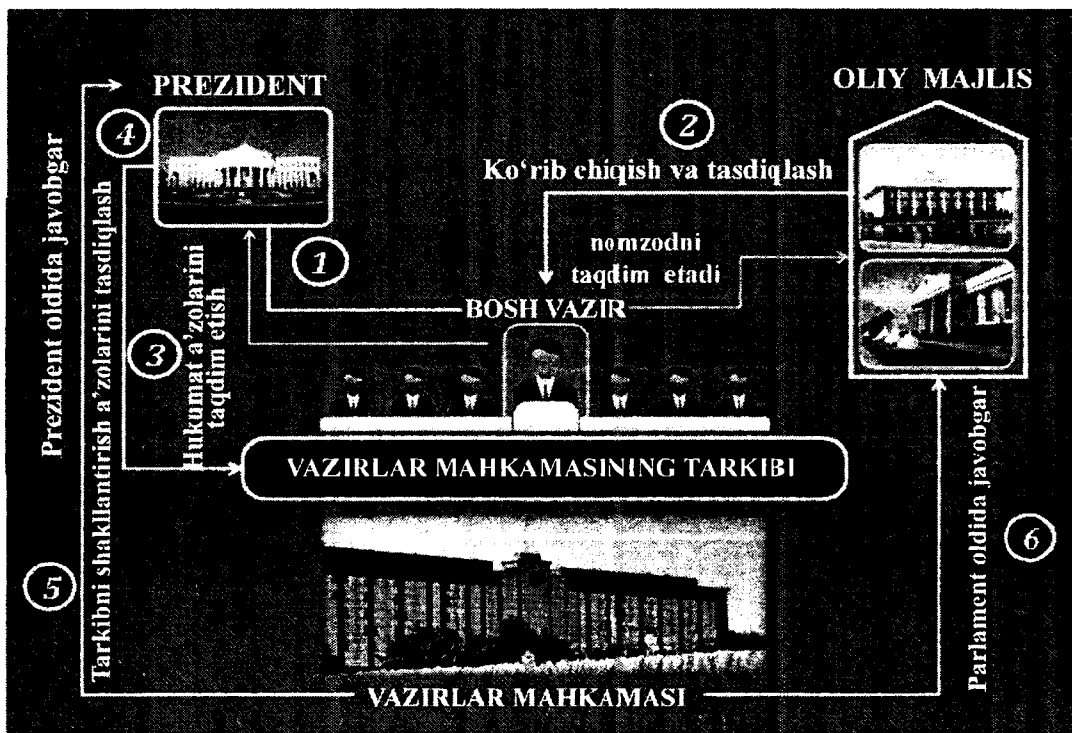 PREZIDENT
OLIY MAJLIS
4
2
Ko‘rib chiqish va tasdiqlash
1
nomzodni
taqdim etadi
BOSH VAZIR
3
Hukumat a’zolarini
taqdim etish
Prezident oldida javobgar
Tarkibni shakllantirish a’zolarini tasdiqlash
VAZIRLAR MAHKAMASINING TARKIBI
5
6
Parlament oldida javobgar
VAZIRLAR MAHKAMASI